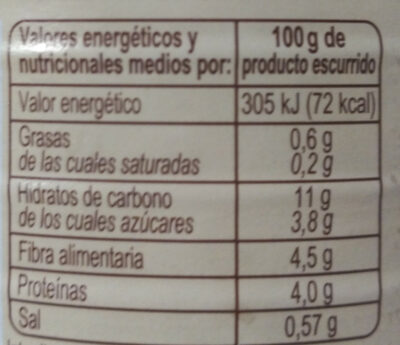 Valores energéticos y 100 g de
nutricionales medios por: producto escurrido
Valor energético 305 kJ (72 kcal)
Grasas 0,6 g
de las cuales saturadas 0,2 g
Hidratos de carbono 11 g
de los cuales azúcares 3,8 g
Fibra alimentaria 4,5 g
Proteínas 4,0 g
Sal 0,57 g